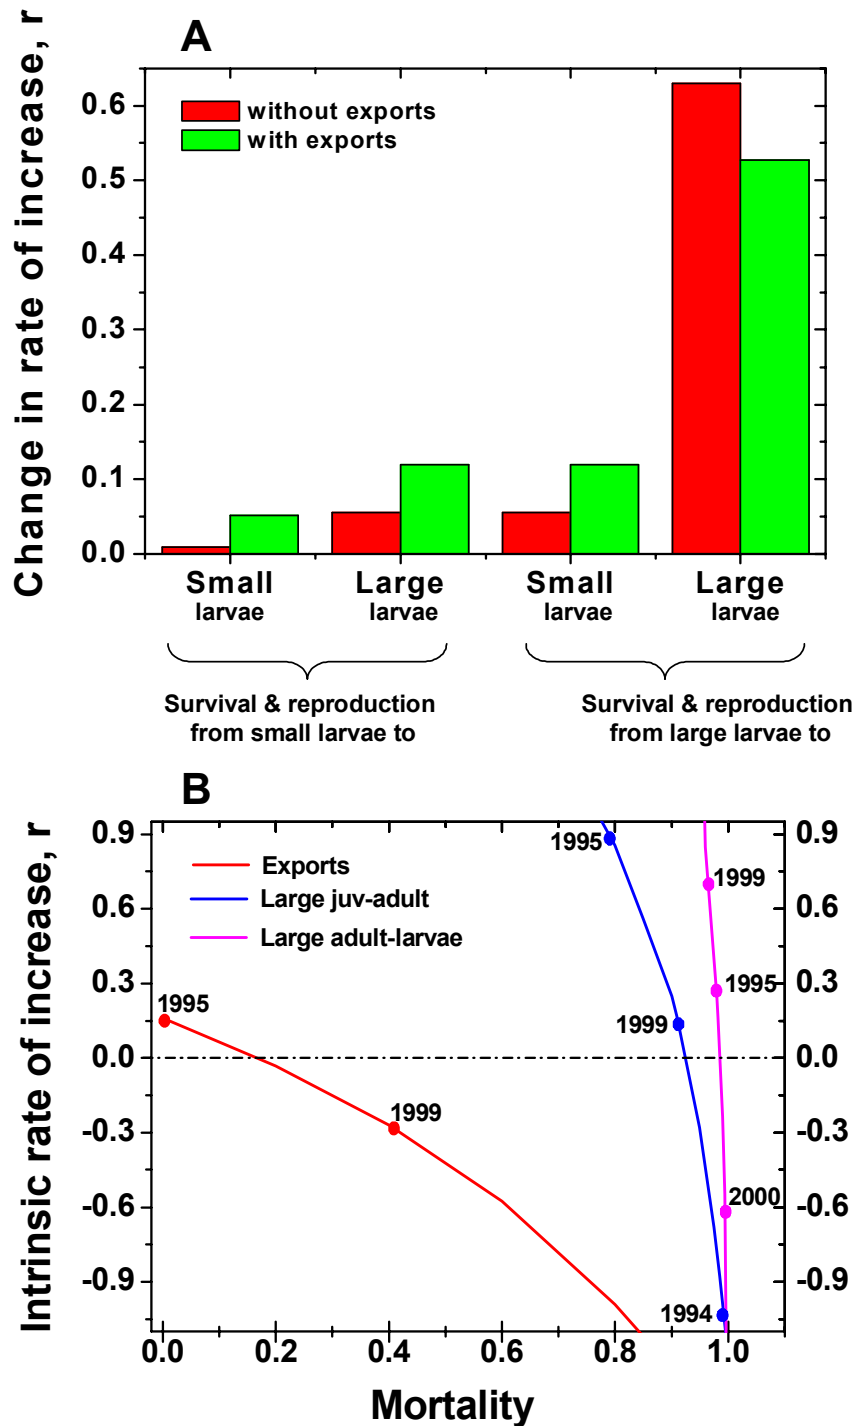 A
Change in rate of increase, r
without exports
with exports
0.6
0.5
0.4
0.3
0.2
0.1
0.0
Small Large Small Large
larvae larvae larvae larvae
Survival & reproduction Survival & reproduction
from small larvae to from large larvae to
B
Intrinsic rate of increase, r
Exports
Large juv-adult
Large adult-larvae
0.9 1995 0.9
0.6 1999 0.6
0.3 1995 1999 1995 0.3
0.0 0.0
-0.3 1999 -0.3
-0.6 2000 -0.6
-0.9 1994 -0.9
0.0 0.2 0.4 0.6 0.8 1.0
Mortality